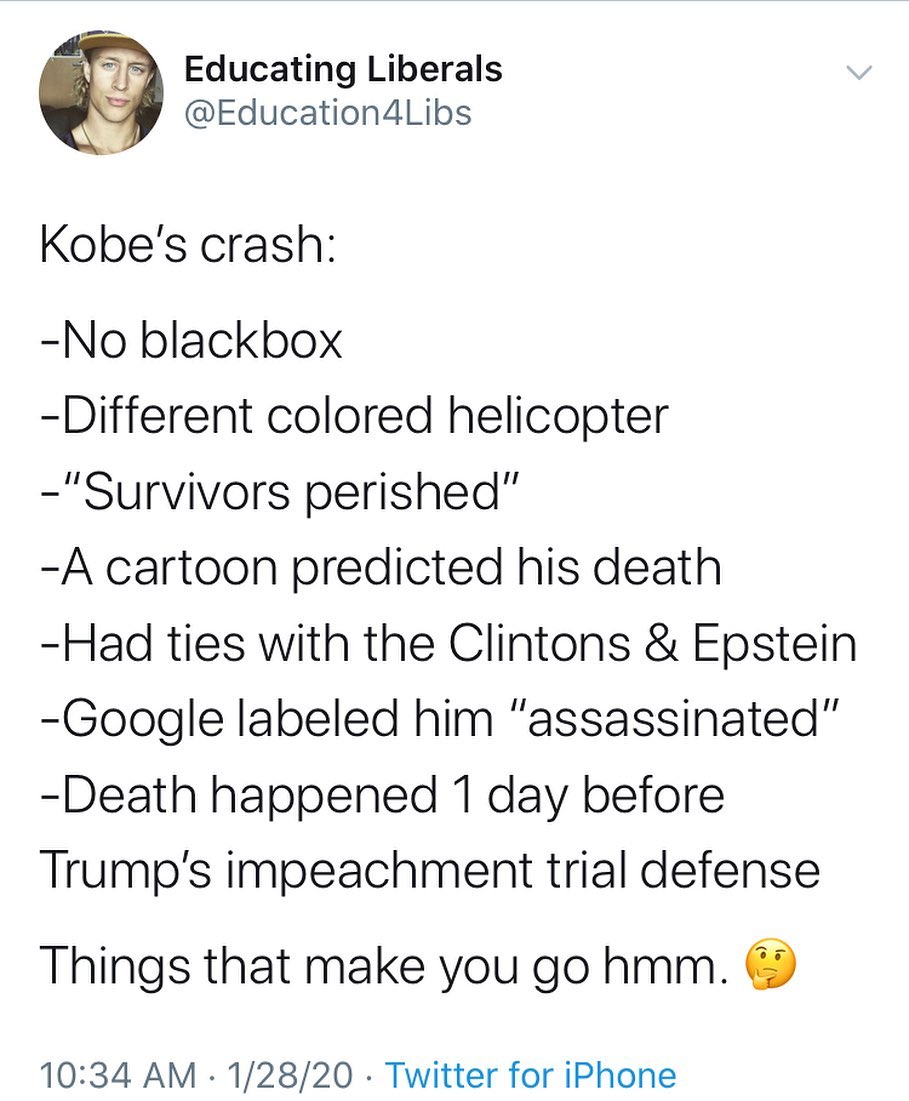 Educating Liberals
@Education4Libs
Kobe’s crash:
-No blackbox
-Different colored helicopter
-“Survivors perished”
-A cartoon predicted his death
-Had ties with the Clintons & Epstein
-Google labeled him “assassinated”
-Death happened 1 day before
Trump’s impeachment trial defense
Things that make you go hmm. 🤔
10:34 AM · 1/28/20 · Twitter for iPhone